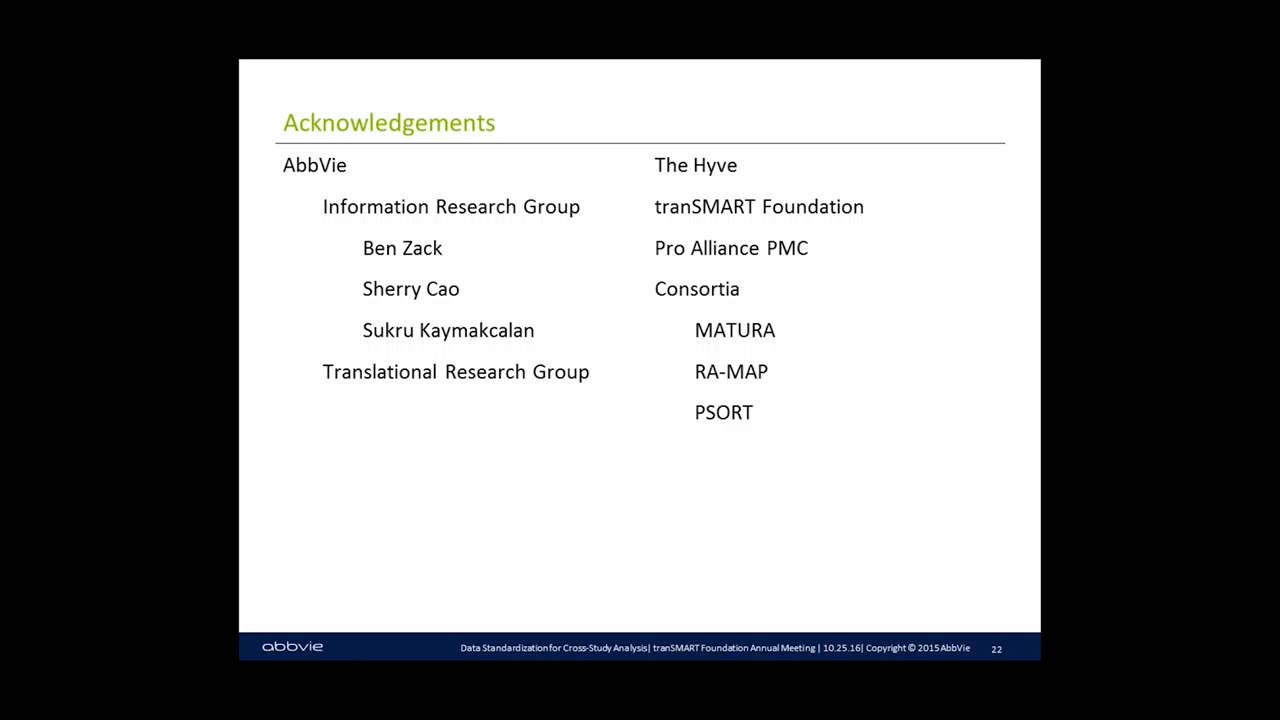 Acknowledgements
AbbVie
Information Research Group
Ben Zack
Sherry Cao
Sukru Kaymakcalan
Translational Research Group
The Hyve
tranSMART Foundation
Pro Alliance PMC
Consortia
MATURA
RA-MAP
PSORT
abbvie
Data Standardization for Cross-Study Analysis| tranSMART Foundation Annual Meeting | 10.25.16| Copyright © 2015 AbbVie
22